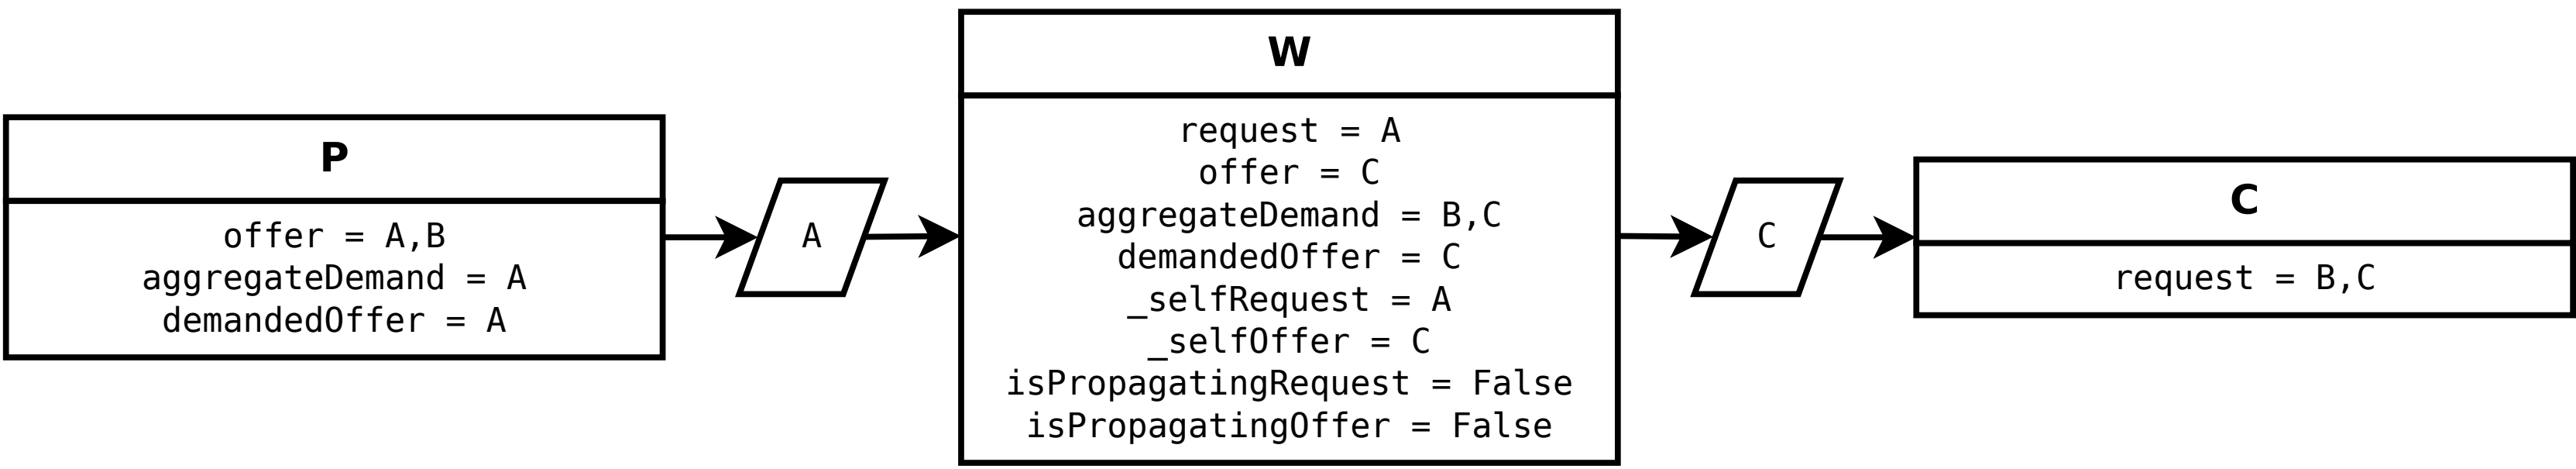 P
offer = A,B
aggregateDemand = A
demandedOffer = A
A
W
request = A
offer = C
aggregateDemand = B,C
demandedOffer = C
_selfRequest = A
_selfOffer = C
isPropagatingRequest = False
isPropagatingOffer = False
C
C
request = B,C